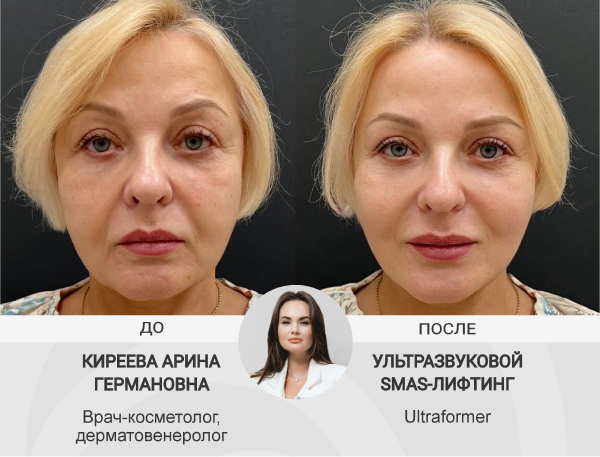 ДО
ПОСЛЕ
КИРЕЕВА АРИНА
ГЕРМАНОВНА
Врач-косметолог,
дерматовенеролог
УЛЬТРАЗВУКОВОЙ
SMAS-ЛИФТИНГ
Ultraformer